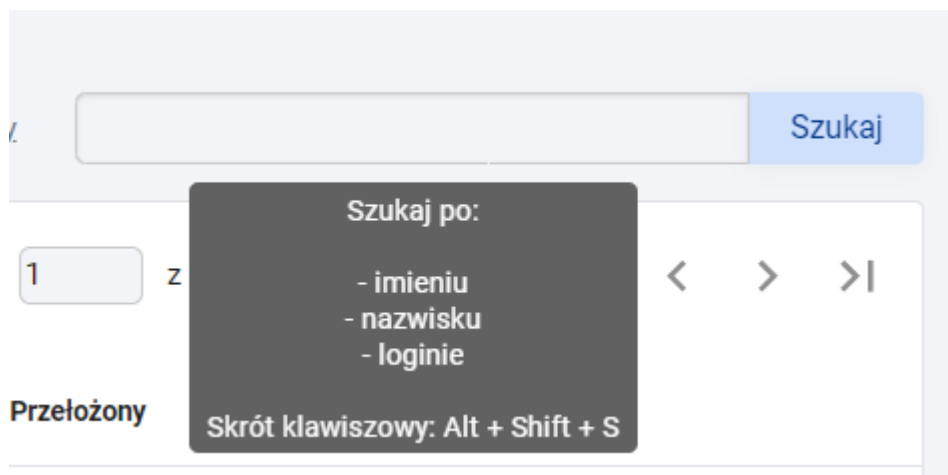 Szukaj
Szukaj po:
- imieniu
- nazwisku
- loginie
Skrót klawiszowy: Alt + Shift + S
1 z
Przełożony